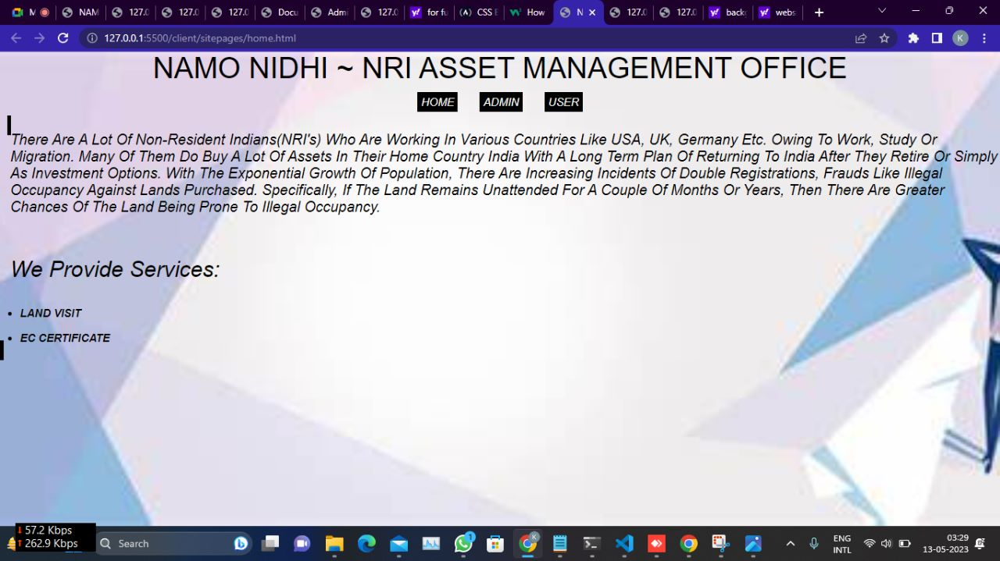 M
NAM
127.0
127.0
127.0
Docu
Admi
127.0
for fu
CSS E
How
N
127.0
127.0
back
webs
127.0.0.1:5500/client/sitepages/home.html
K
NAMO NIDHI ~ NRI ASSET MANAGEMENT OFFICE
HOME ADMIN USER
There Are A Lot Of Non-Resident Indians(NRI's) Who Are Working In Various Countries Like USA, UK, Germany Etc. Owing To Work, Study Or
Migration. Many Of Them Do Buy A Lot Of Assets In Their Home Country India With A Long Term Plan Of Returning To India After They Retire Or Simply
As Investment Options. With The Exponential Growth Of Population, There Are Increasing Incidents Of Double Registrations, Frauds Like Illegal
Occupancy Against Lands Purchased. Specifically, If The Land Remains Unattended For A Couple Of Months Or Years, Then There Are Greater
Chances Of The Land Being Prone To Illegal Occupancy.
We Provide Services:
• LAND VISIT
• EC CERTIFICATE
57.2 Kbps
262.9 Kbps
Search
1
K
ENG
INTL
03:29
13-05-2023